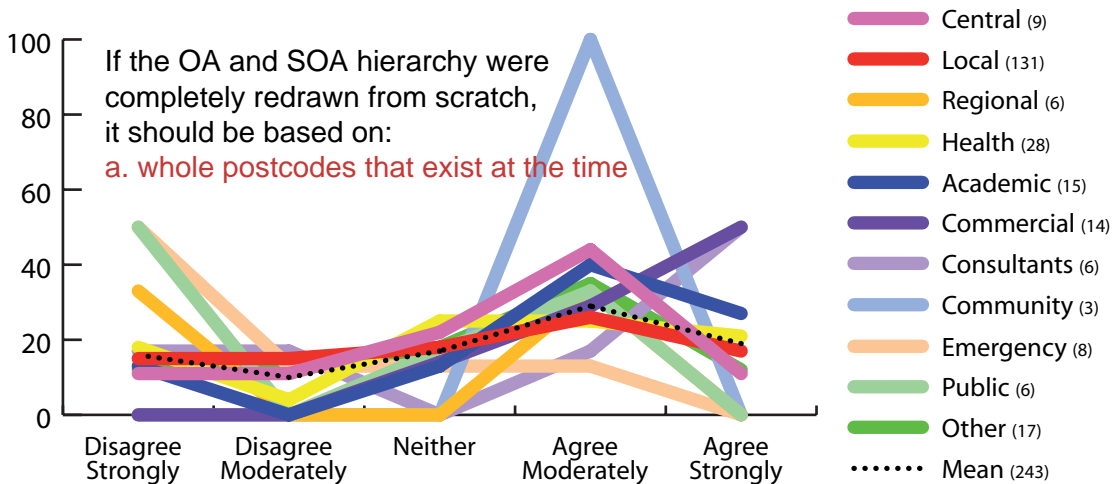 If the OA and SOA hierarchy were
completely redrawn from scratch,
it should be based on:
a. whole postcodes that exist at the time
100
80
60
40
20
0
Disagree Strongly
Disagree Moderately
Neither
Agree Moderately
Agree Strongly
Central (9)
Local (131)
Regional (6)
Health (28)
Academic (15)
Commercial (14)
Consultants (6)
Community (3)
Emergency (8)
Public (6)
Other (17)
Mean (243)